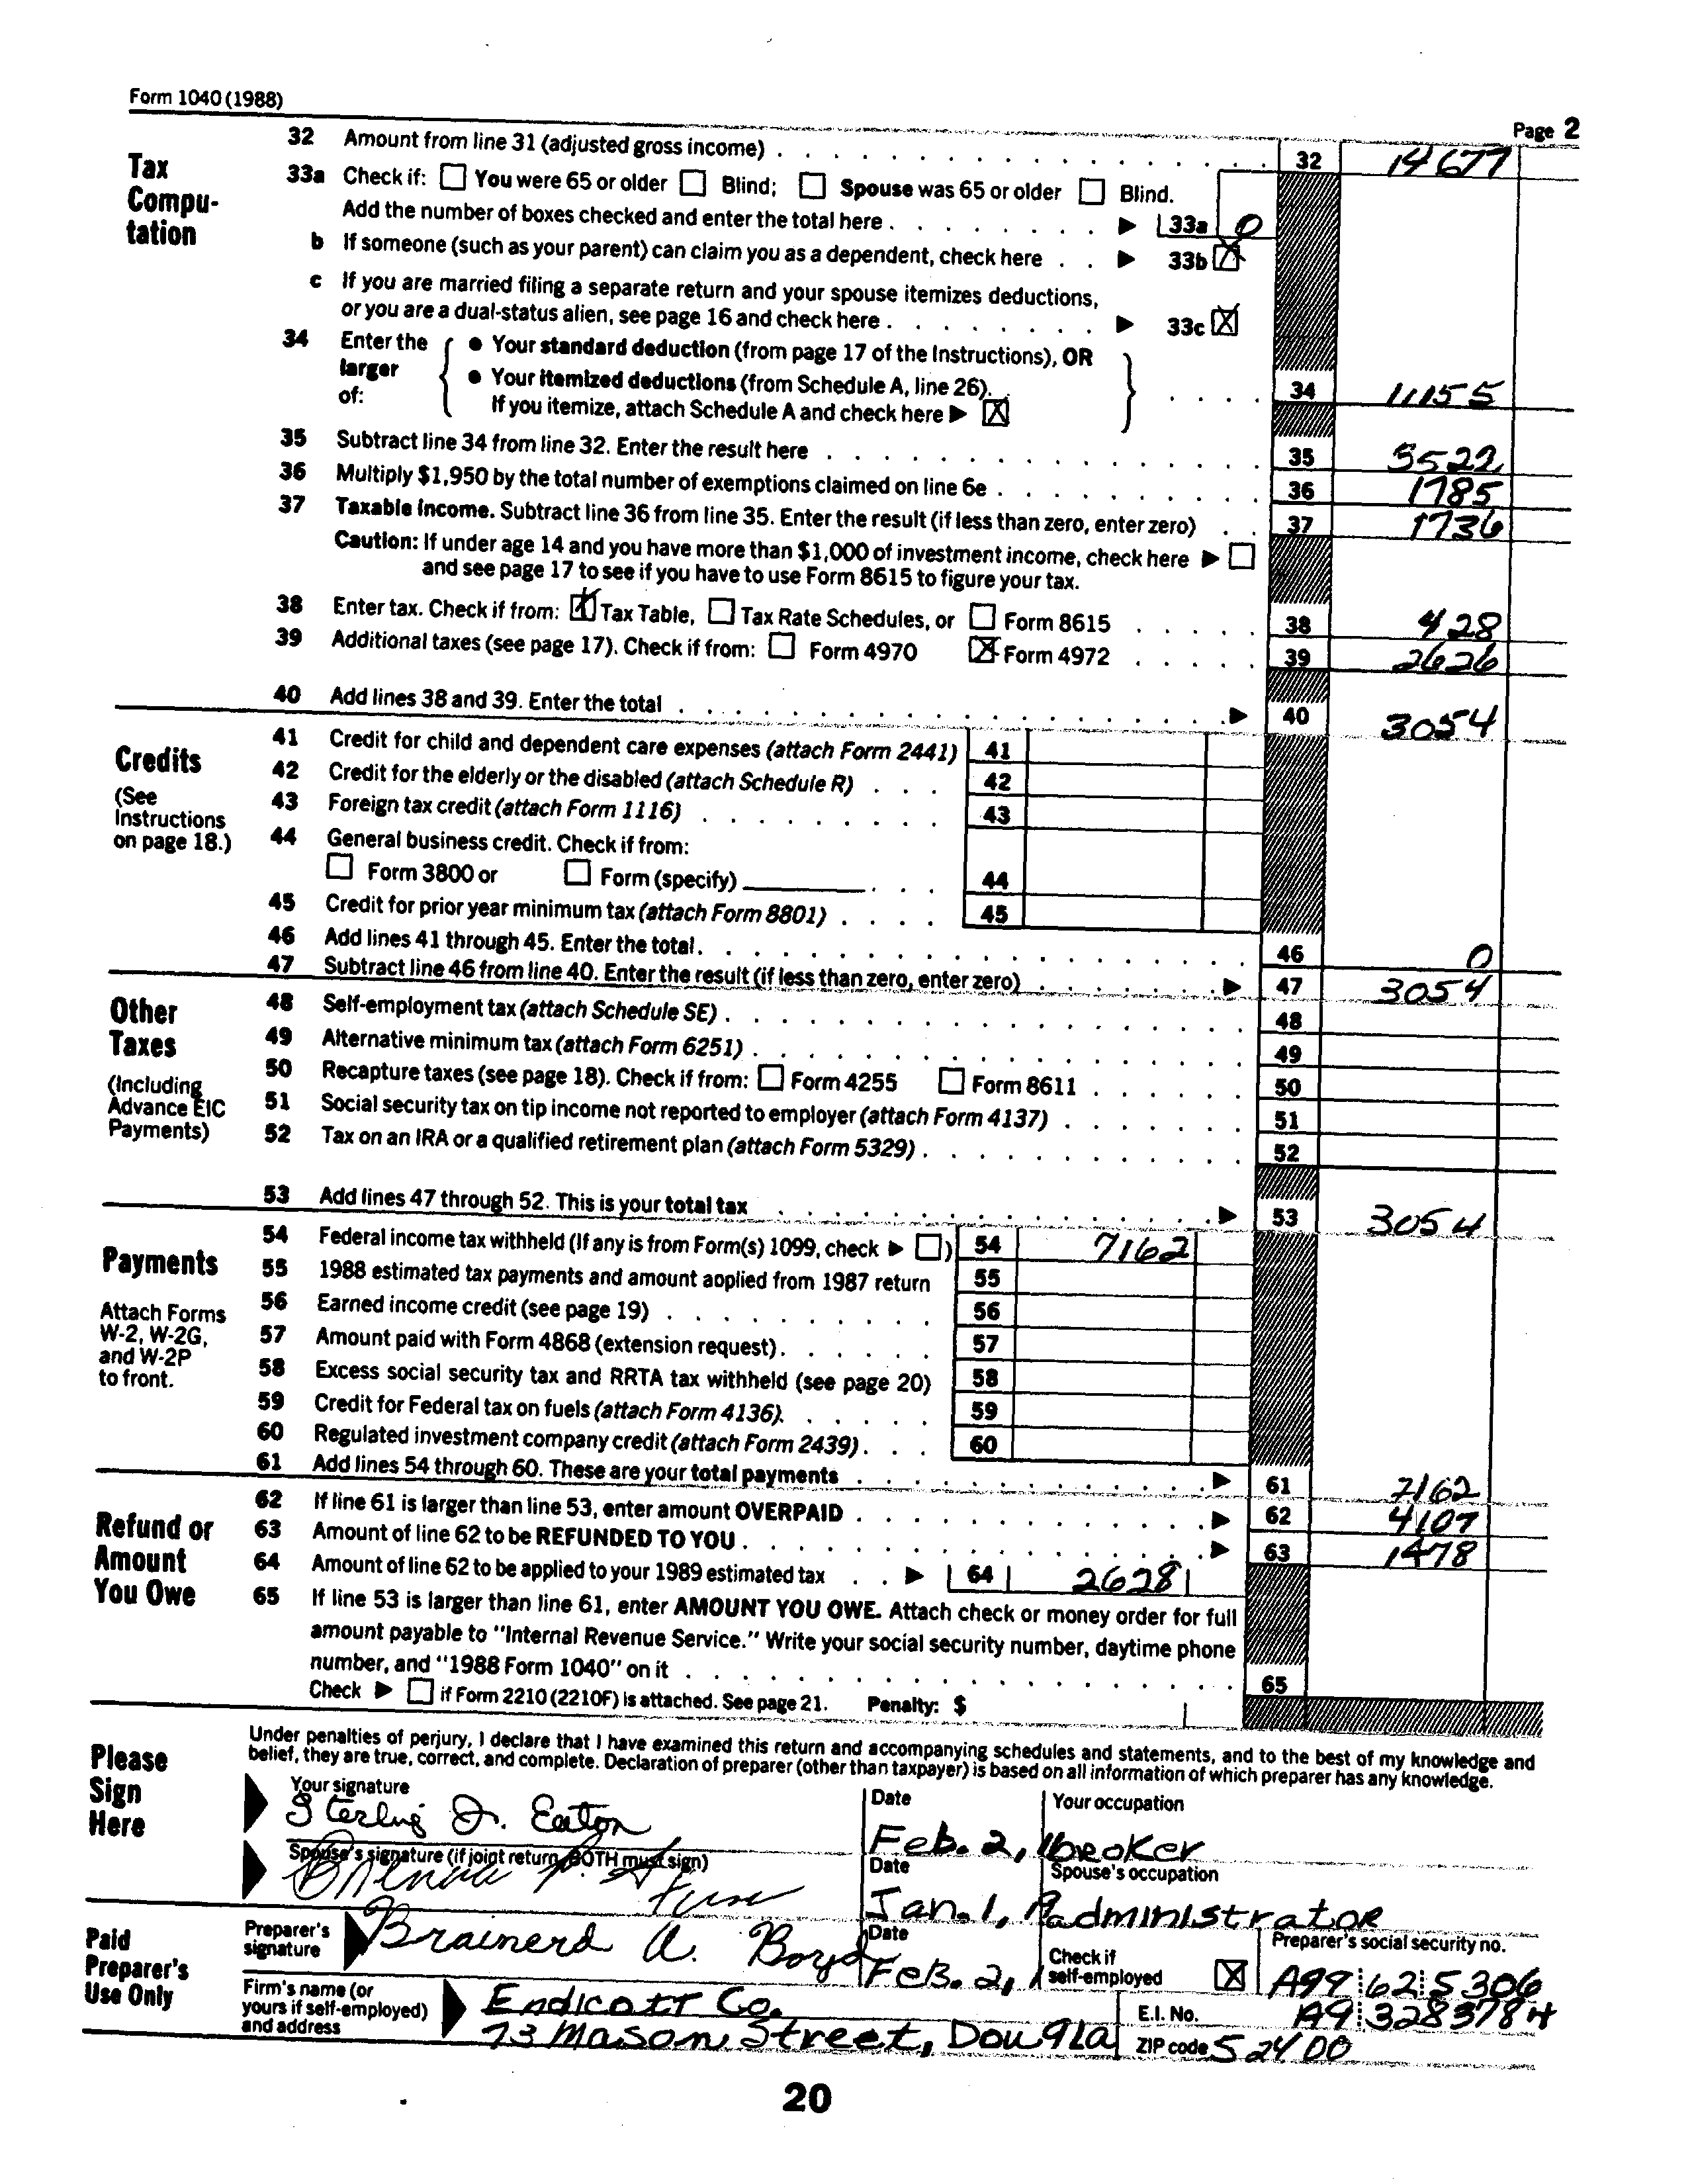 Form 1040 (1988)
Page 2
Tax Compu-tation
32 Amount from line 31 (adjusted gross income) 32 14677
33a Check if: You were 65 or older Blind; Spouse was 65 or older Blind.
Add the number of boxes checked and enter the total here 33a 0
b If someone (such as your parent) can claim you as a dependent, check here 33b X
c If you are married filing a separate return and your spouse itemizes deductions,
or you are a dual-status alien, see page 16 and check here 33c X
34 Enter the larger of:
• Your standard deduction (from page 17 of the Instructions), OR
• Your itemized deductions (from Schedule A, line 26).
If you itemize, attach Schedule A and check here X 34 11155
35 Subtract line 34 from line 32. Enter the result here 35 3522
36 Multiply $1,950 by the total number of exemptions claimed on line 6e 36 1785
37 Taxable income. Subtract line 36 from line 35. Enter the result (if less than zero, enter zero) 37 1736
Caution: If under age 14 and you have more than $1,000 of investment income, check here
and see page 17 to see if you have to use Form 8615 to figure your tax.
38 Enter tax. Check if from: X Tax Table, Tax Rate Schedules, or Form 8615 38 428
39 Additional taxes (see page 17). Check if from: Form 4970 X Form 4972 39 2626
40 Add lines 38 and 39. Enter the total 40 3054
Credits
(See Instructions on page 18.)
41 Credit for child and dependent care expenses (attach Form 2441) 41
42 Credit for the elderly or the disabled (attach Schedule R) 42
43 Foreign tax credit (attach Form 1116) 43
44 General business credit. Check if from:
Form 3800 or Form (specify) 44
45 Credit for prior year minimum tax (attach Form 8801) 45
46 Add lines 41 through 45. Enter the total. 46 0
47 Subtract line 46 from line 40. Enter the result (if less than zero, enter zero) 47 3054
Other Taxes
(Including Advance EIC Payments)
48 Self-employment tax (attach Schedule SE) 48
49 Alternative minimum tax (attach Form 6251) 49
50 Recapture taxes (see page 18). Check if from: Form 4255 Form 8611 50
51 Social security tax on tip income not reported to employer (attach Form 4137) 51
52 Tax on an IRA or a qualified retirement plan (attach Form 5329) 52
53 Add lines 47 through 52. This is your total tax 53 3054
Payments
Attach Forms W-2, W-2G, and W-2P to front.
54 Federal income tax withheld (If any is from Form(s) 1099, check ) 54 7162
55 1988 estimated tax payments and amount applied from 1987 return 55
56 Earned income credit (see page 19) 56
57 Amount paid with Form 4868 (extension request) 57
58 Excess social security tax and RRTA tax withheld (see page 20) 58
59 Credit for Federal tax on fuels (attach Form 4136). 59
60 Regulated investment company credit (attach Form 2439) 60
61 Add lines 54 through 60. These are your total payments 61 7162
Refund or Amount You Owe
62 If line 61 is larger than line 53, enter amount OVERPAID 62 4107
63 Amount of line 62 to be REFUNDED TO YOU 63 1478
64 Amount of line 62 to be applied to your 1989 estimated tax 64 2628
65 If line 53 is larger than line 61, enter AMOUNT YOU OWE. Attach check or money order for full
amount payable to "Internal Revenue Service." Write your social security number, daytime phone
number, and "1988 Form 1040" on it 65
Check if Form 2210 (2210F) is attached. See page 21. Penalty: $
Please Sign Here
Under penalties of perjury, I declare that I have examined this return and accompanying schedules and statements, and to the best of my knowledge and
belief, they are true, correct, and complete. Declaration of preparer (other than taxpayer) is based on all information of which preparer has any knowledge.
Your signature Date Your occupation
Sterling J. Eaton Feb. 2, broker
Spouse's signature (if joint return, BOTH must sign) Date Spouse's occupation
Jan. 1, administrator
Paid Preparer's Use Only
Preparer's signature Brainerd A. Boyd Date Feb. 2, Check if self-employed X Preparer's social security no. A99 62 5306
Firm's name (or yours if self-employed) and address Endicott Co. E.I. No. A9 3283784
73 Mason Street, Dougla ZIP code 52400
20